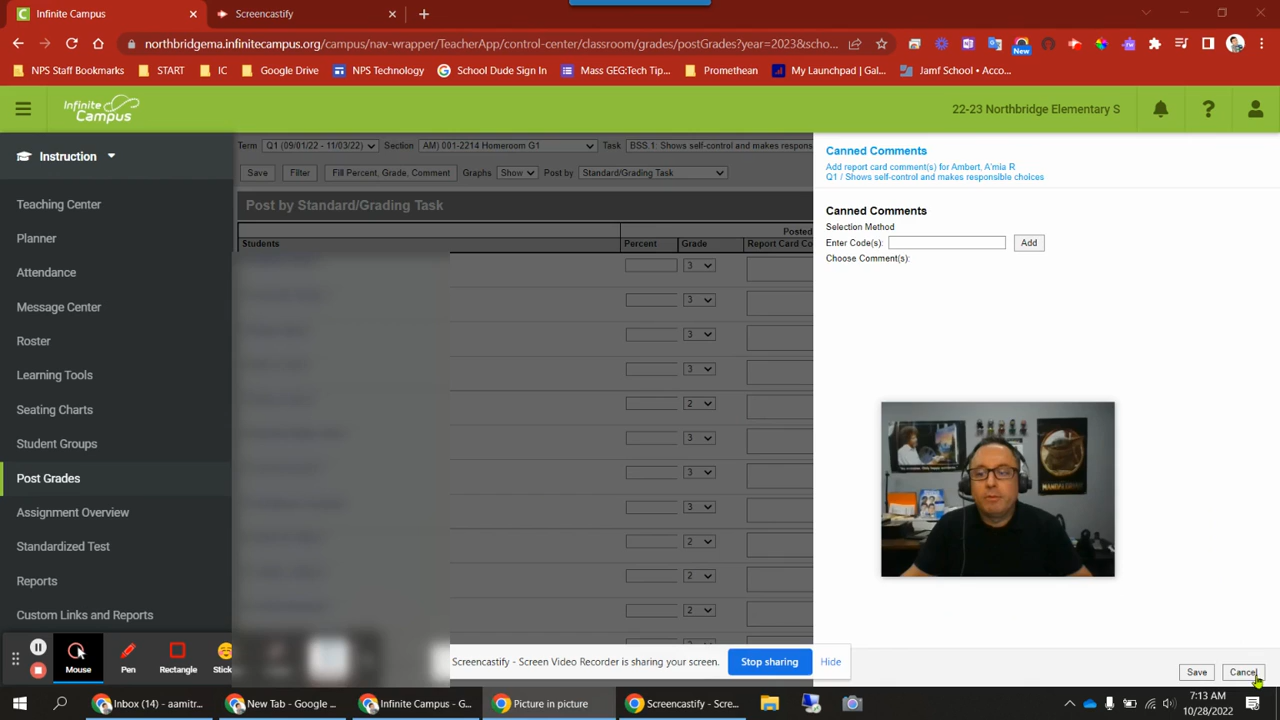 Infinite Campus
Screencastify
northbridgema.infinitecampus.org/campus/nav-wrapper/TeacherApp/control-center/classroom/grades/postGrades?year=2023&scho...
New
NPS Staff Bookmarks
START
IC
Google Drive
NPS Technology
School Dude Sign In
Mass GEG:Tech Tip...
Promethean
My Launchpad | Gal...
Jamf School • Acco...
Infinite Campus
22-23 Northbridge Elementary S
Instruction
Teaching Center
Planner
Attendance
Message Center
Roster
Learning Tools
Seating Charts
Student Groups
Post Grades
Assignment Overview
Standardized Test
Reports
Custom Links and Reports
Term Q1 (09/01/22 - 11/03/22) Section AM) 001-2214 Homeroom G1 Task BSS.1: Shows self-control and makes respons
Save Filter Fill Percent, Grade, Comment Graphs Show Post by Standard/Grading Task
Post by Standard/Grading Task
Posted
Students Percent Grade Report Card Co
3
3
3
3
2
3
3
3
2
2
2
Canned Comments
Add report card comment(s) for Ambert, A'mia R
Q1 / Shows self-control and makes responsible choices
Canned Comments
Selection Method
Enter Code(s): Add
Choose Comment(s):
MANDALORIAN
Save Cancel
Mouse
Pen
Rectangle
Stick
Screencastify - Screen Video Recorder is sharing your screen. Stop sharing Hide
Inbox (14) - aamitr...
New Tab - Google ...
Infinite Campus - G...
Picture in picture
Screencastify - Scre...
7:13 AM
10/28/2022